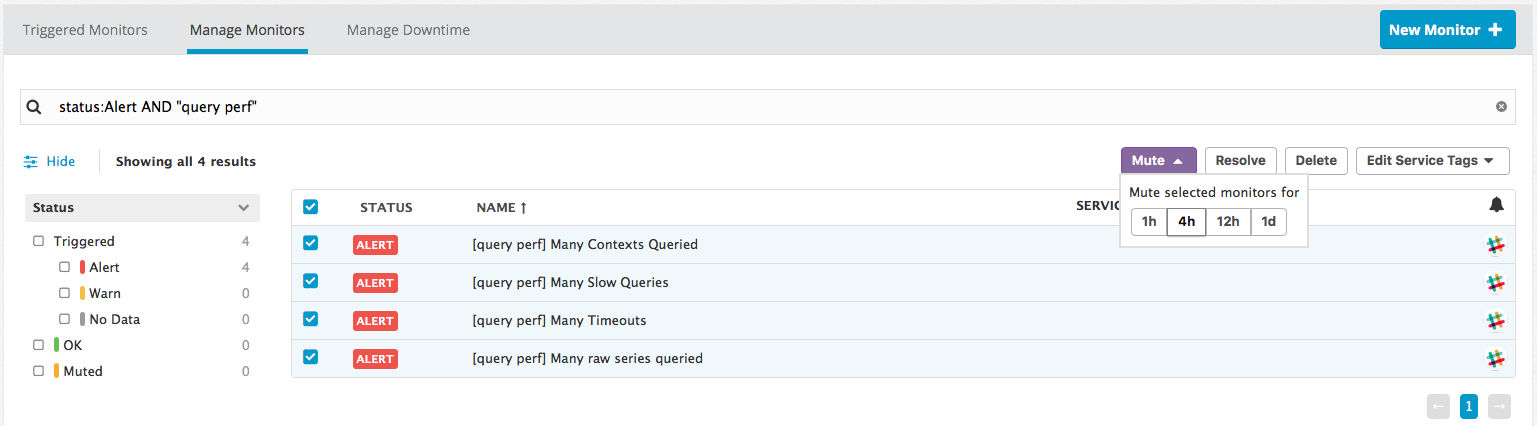 Triggered Monitors Manage Monitors Manage Downtime New Monitor +
status:Alert AND "query perf"
Hide Showing all 4 results Mute Resolve Delete Edit Service Tags
Mute selected monitors for
1h 4h 12h 1d
Status
STATUS NAME ↑ SERVIC
Triggered 4
Alert 4
Warn 0
No Data 0
OK 0
Muted 0
ALERT [query perf] Many Contexts Queried
ALERT [query perf] Many Slow Queries
ALERT [query perf] Many Timeouts
ALERT [query perf] Many raw series queried
← 1 →